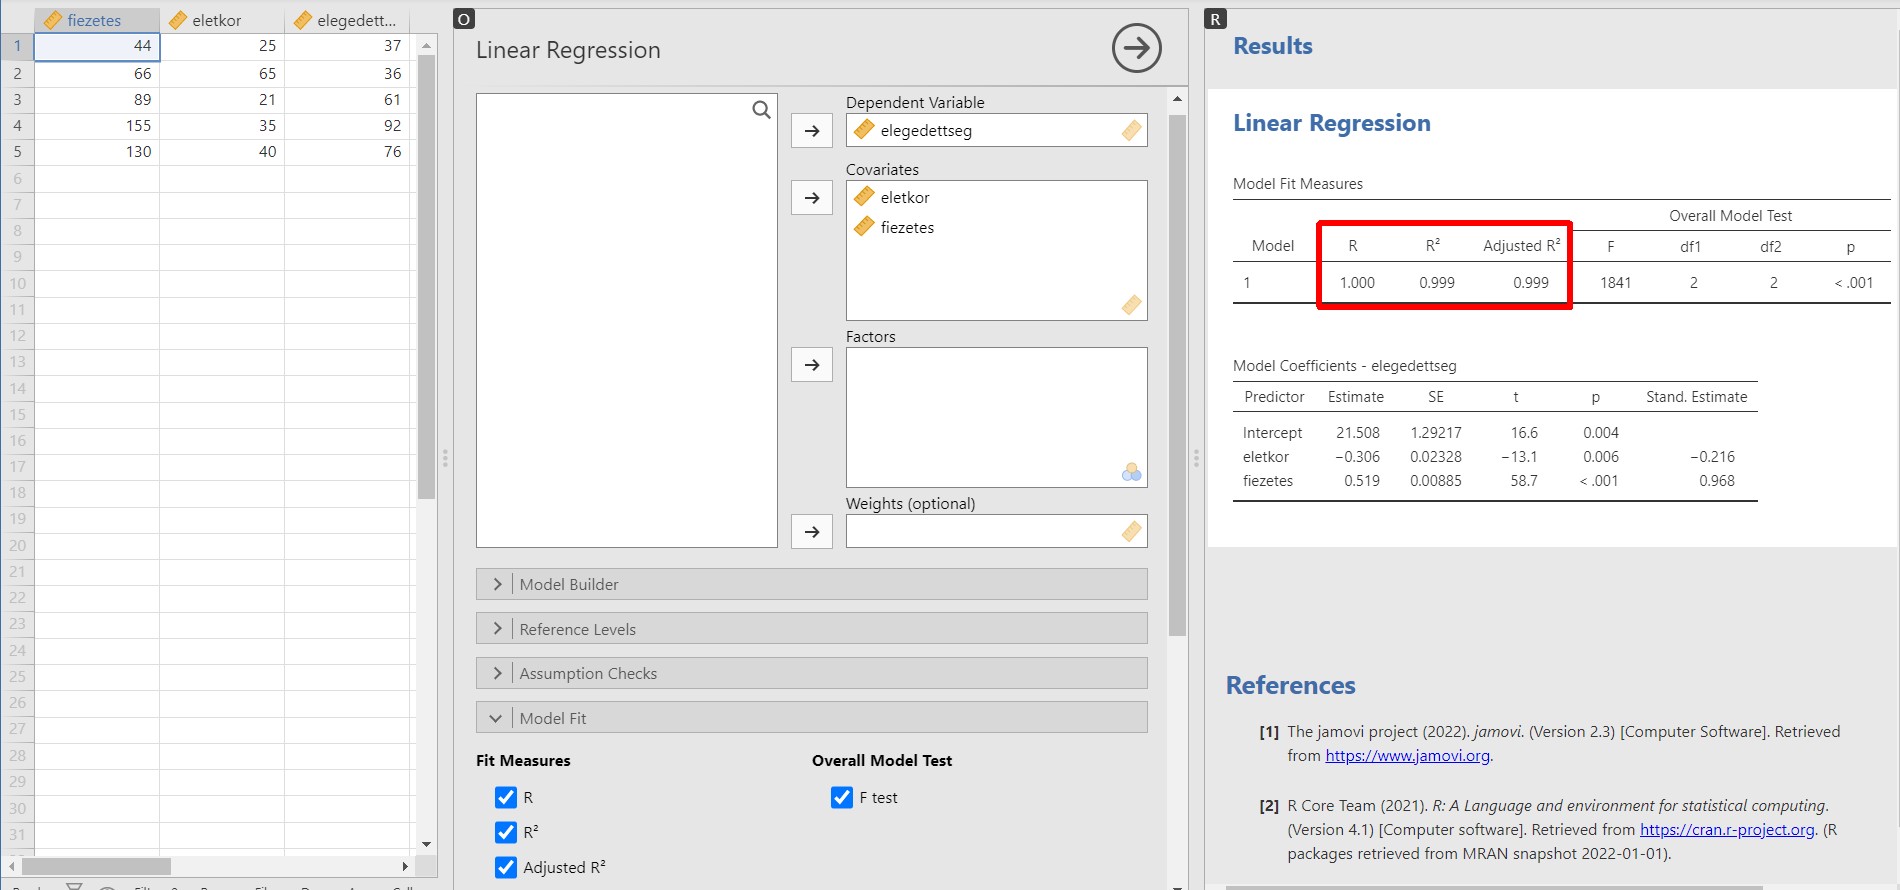 fiezetes eletkor elegedett...
1 44 25 37
2 66 65 36
3 89 21 61
4 155 35 92
5 130 40 76
6
7
8
9
10
11
12
13
14
15
16
17
18
19
20
21
22
23
24
25
26
27
28
29
30
31
O
Linear Regression
Dependent Variable
elegedettseg
Covariates
eletkor
fiezetes
Factors
Weights (optional)
Model Builder
Reference Levels
Assumption Checks
Model Fit
Fit Measures
R
R²
Adjusted R²
Overall Model Test
F test
R
Results
Linear Regression
Model Fit Measures
Overall Model Test
Model R R² Adjusted R² F df1 df2 p
1 1.000 0.999 0.999 1841 2 2 < .001
Model Coefficients - elegedettseg
Predictor Estimate SE t p Stand. Estimate
Intercept 21.508 1.29217 16.6 0.004
eletkor −0.306 0.02328 −13.1 0.006 −0.216
fiezetes 0.519 0.00885 58.7 < .001 0.968
References
[1] The jamovi project (2022). jamovi. (Version 2.3) [Computer Software]. Retrieved
from https://www.jamovi.org.
[2] R Core Team (2021). R: A Language and environment for statistical computing.
(Version 4.1) [Computer software]. Retrieved from https://cran.r-project.org. (R
packages retrieved from MRAN snapshot 2022-01-01).